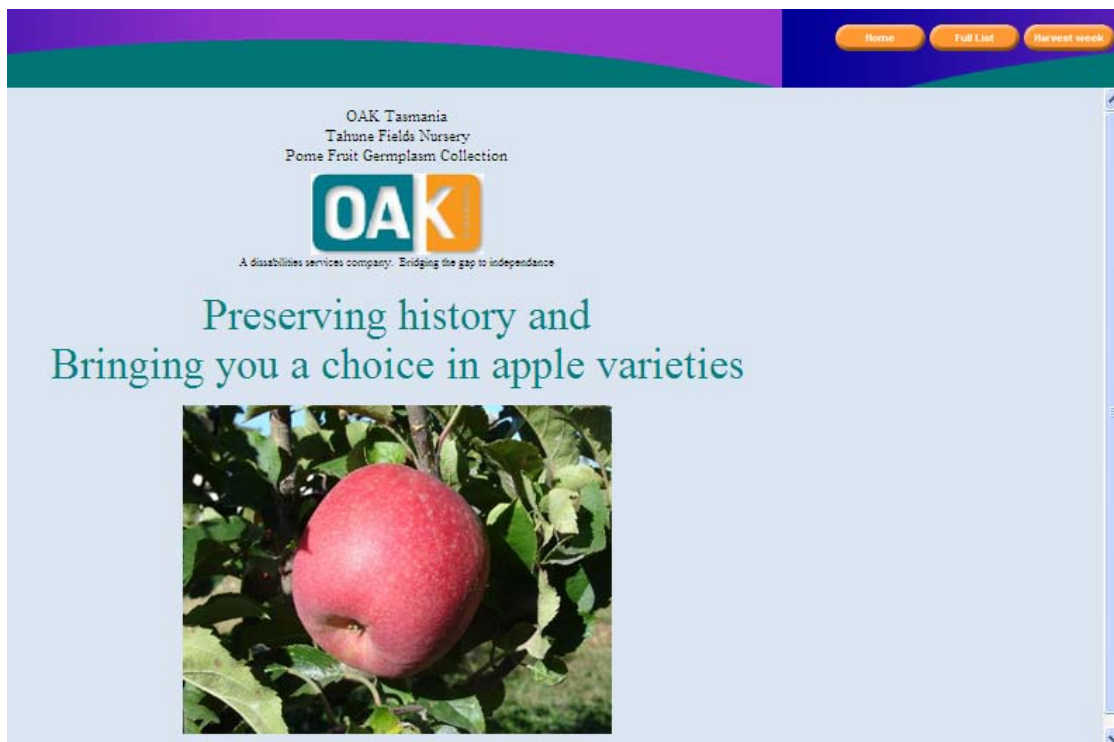 Home
Full List
Harvest week
OAK Tasmania
Tahune Fields Nursery
Pome Fruit Germplasm Collection
OAK
A dissabilities services company. Bridging the gap to independance
Preserving history and
Bringing you a choice in apple varieties